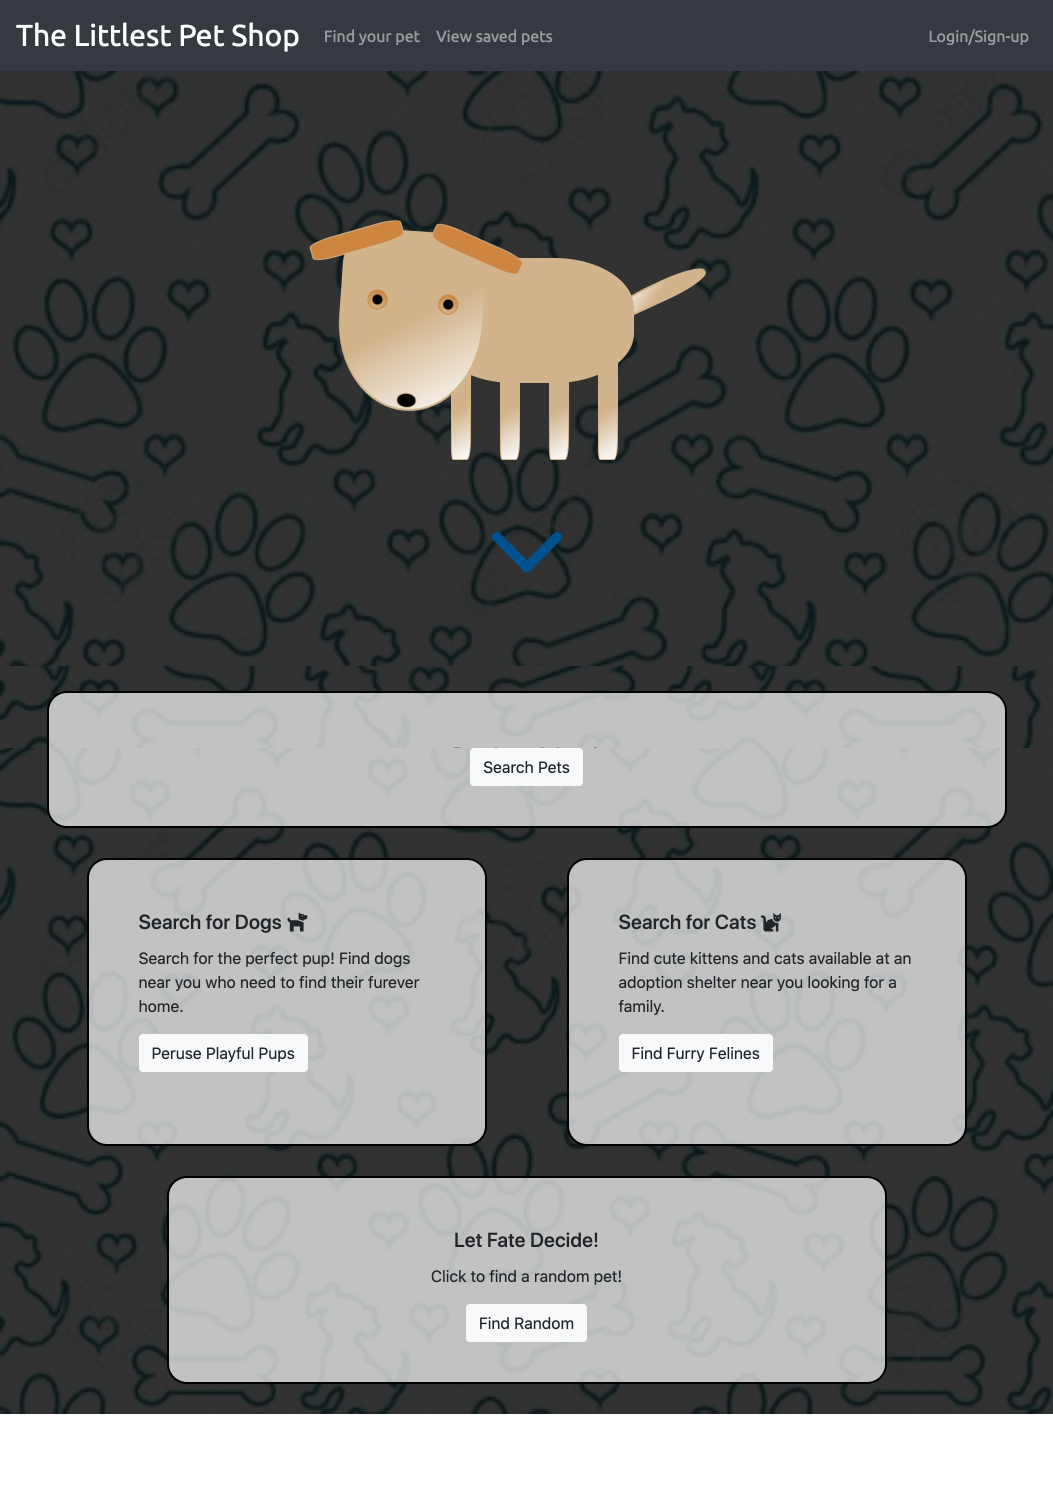 The Littlest Pet Shop Find your pet View saved pets Login/Sign-up
Search Pets
Search for Dogs
Search for the perfect pup! Find dogs
near you who need to find their furever
home.
Peruse Playful Pups
Search for Cats
Find cute kittens and cats available at an
adoption shelter near you looking for a
family.
Find Furry Felines
Let Fate Decide!
Click to find a random pet!
Find Random